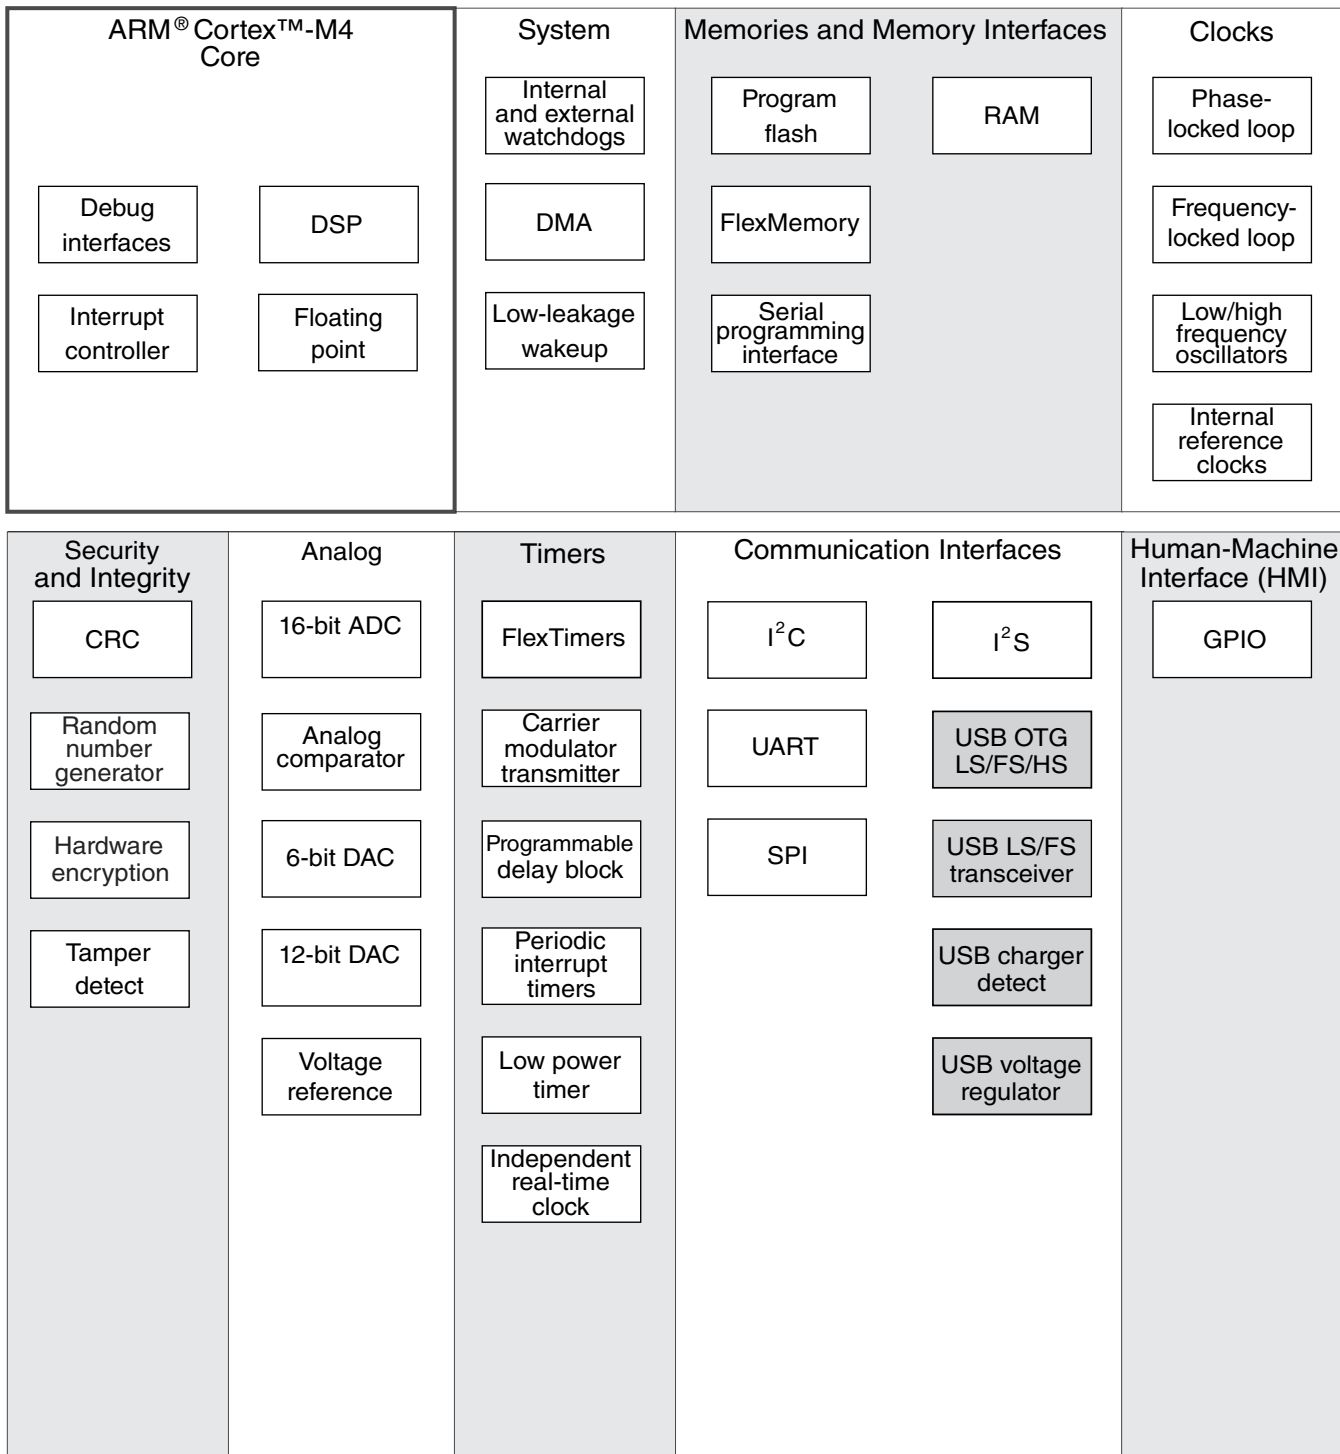 ARM® Cortex™-M4
Core
Debug
interfaces
DSP
Interrupt
controller
Floating
point
System
Internal
and external
watchdogs
DMA
Low-leakage
wakeup
Memories and Memory Interfaces
Program
flash
RAM
FlexMemory
Serial
programming
interface
Clocks
Phase-
locked loop
Frequency-
locked loop
Low/high
frequency
oscillators
Internal
reference
clocks
Security
and Integrity
CRC
Random
number
generator
Hardware
encryption
Tamper
detect
Analog
16-bit ADC
Analog
comparator
6-bit DAC
12-bit DAC
Voltage
reference
Timers
FlexTimers
Carrier
modulator
transmitter
Programmable
delay block
Periodic
interrupt
timers
Low power
timer
Independent
real-time
clock
Communication Interfaces
I²C
UART
SPI
I²S
USB OTG
LS/FS/HS
USB LS/FS
transceiver
USB charger
detect
USB voltage
regulator
Human-Machine
Interface (HMI)
GPIO